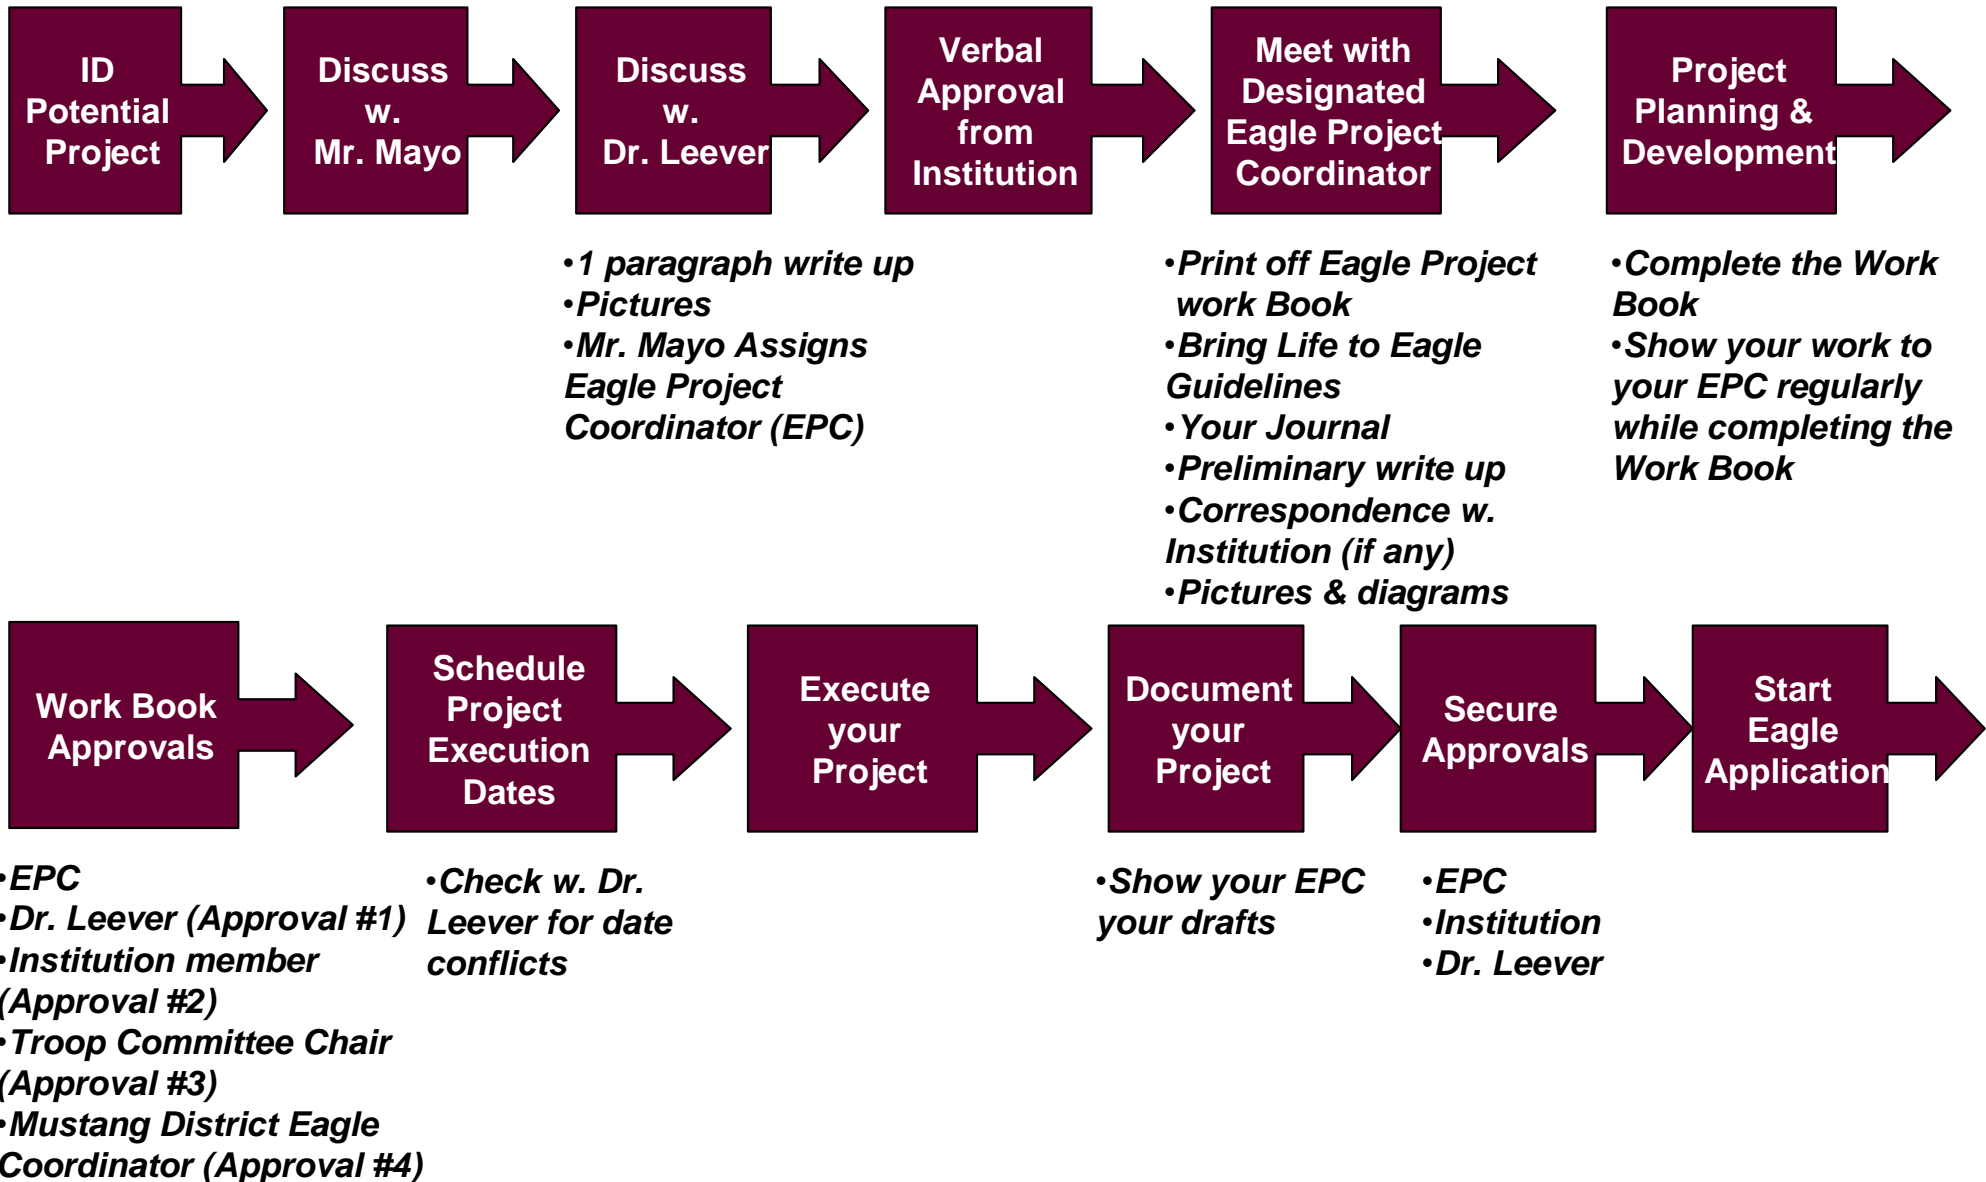 ID
Potential
Project
Discuss
w.
Mr. Mayo
Discuss
w.
Dr. Leever
Verbal
Approval
from
Institution
Meet with
Designated
Eagle Project
Coordinator
Project
Planning &
Development
•1 paragraph write up
•Pictures
•Mr. Mayo Assigns
Eagle Project
Coordinator (EPC)
•Print off Eagle Project
work Book
•Bring Life to Eagle
Guidelines
•Your Journal
•Preliminary write up
•Correspondence w.
Institution (if any)
•Pictures & diagrams
•Complete the Work
Book
•Show your work to
your EPC regularly
while completing the
Work Book
Work Book
Approvals
Schedule
Project
Execution
Dates
Execute
your
Project
Document
your
Project
Secure
Approvals
Start
Eagle
Application
•EPC
•Dr. Leever (Approval #1)
•Institution member
(Approval #2)
•Troop Committee Chair
(Approval #3)
•Mustang District Eagle
Coordinator (Approval #4)
•Check w. Dr.
Leever for date
conflicts
•Show your EPC
your drafts
•EPC
•Institution
•Dr. Leever